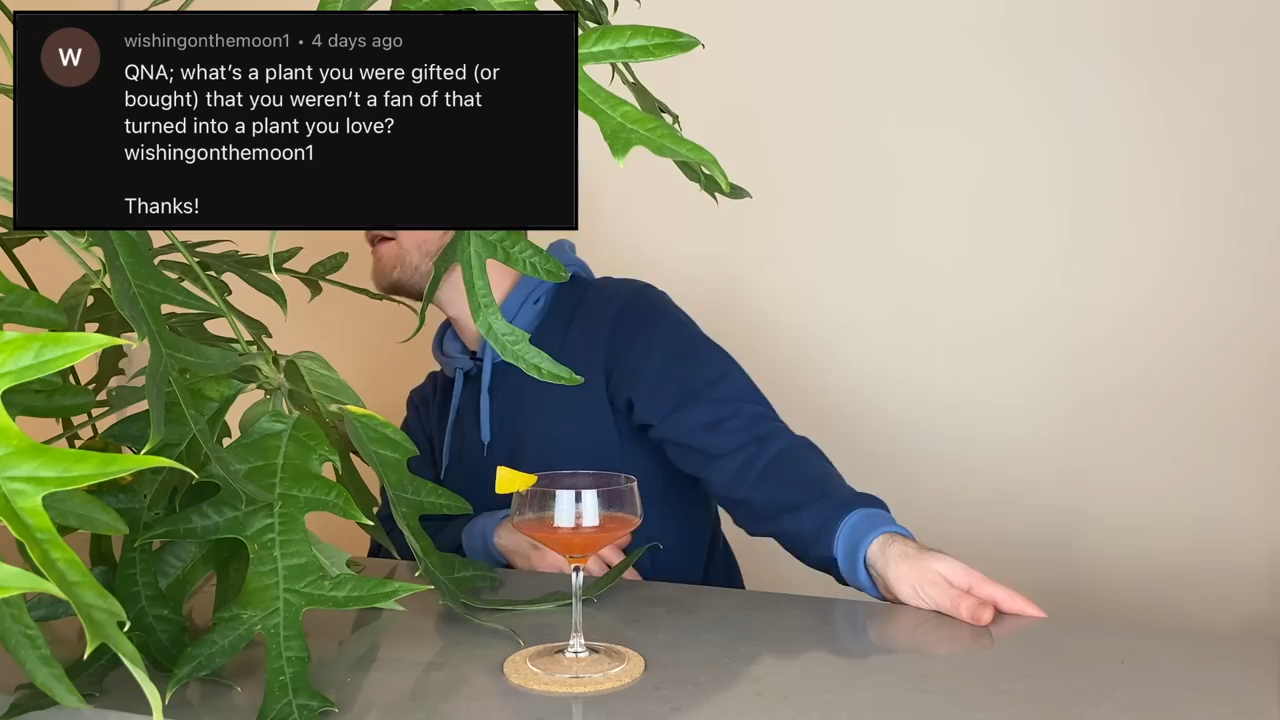 W
wishingonthemoon1 • 4 days ago
QNA; what's a plant you were gifted (or
bought) that you weren't a fan of that
turned into a plant you love?
wishingonthemoon1
Thanks!